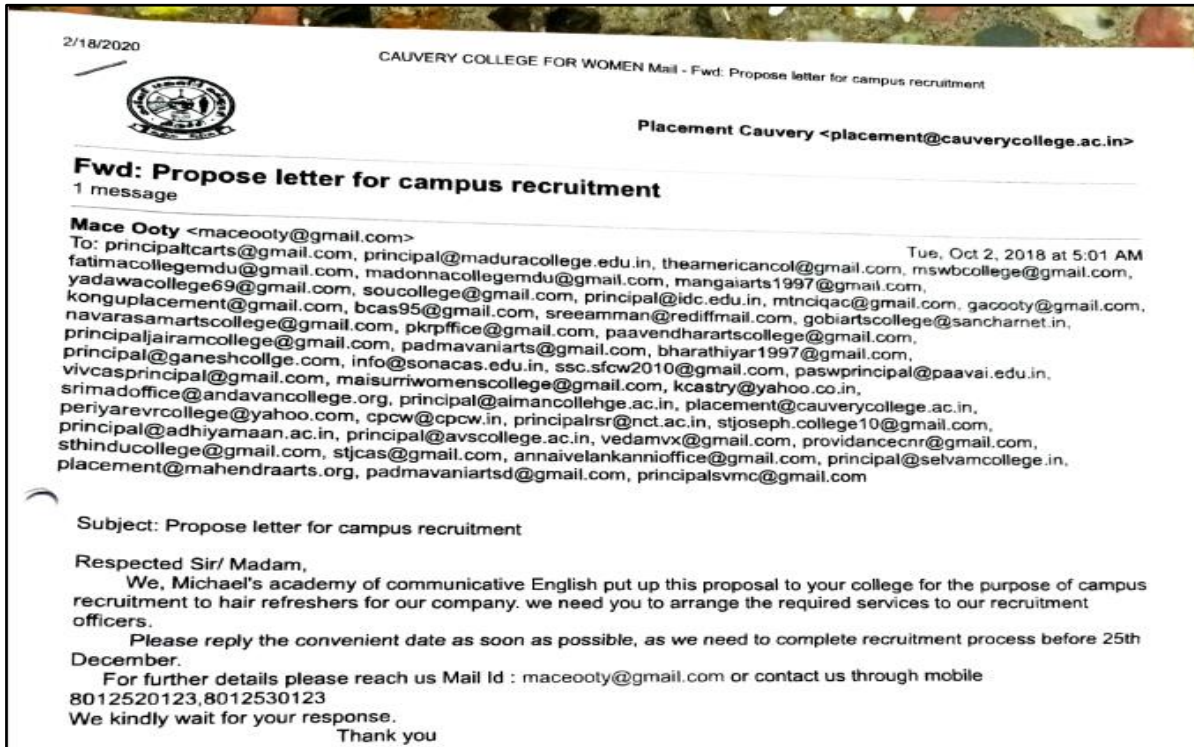 2/18/2020
CAUVERY COLLEGE FOR WOMEN Mail - Fwd: Propose letter for campus recruitment
Placement Cauvery <placement@cauverycollege.ac.in>
Fwd: Propose letter for campus recruitment
1 message
Mace Ooty <maceooty@gmail.com>
Tue, Oct 2, 2018 at 5:01 AM
To: principaltcarts@gmail.com, principal@maduracollege.edu.in, theamericancol@gmail.com, mswbcollege@gmail.com,
fatimacollegemdu@gmail.com, madonnacollegemdu@gmail.com, mangaiarts1997@gmail.com,
yadawacollege69@gmail.com, soucollege@gmail.com, principal@idc.edu.in, mtnciqac@gmail.com, gacooty@gmail.com,
konguplacement@gmail.com, bcas95@gmail.com, sreeamman@rediffmail.com, gobiartscollege@sancharnet.in,
navarasamartscollege@gmail.com, pkrpffice@gmail.com, paavendharartscollege@gmail.com,
principaljairamcollege@gmail.com, padmavaniarts@gmail.com, bharathiyar1997@gmail.com,
principal@ganeshcollge.com, info@sonacas.edu.in, ssc.sfcw2010@gmail.com, paswprincipal@paavai.edu.in,
vivcasprincipal@gmail.com, maisurriwomenscollege@gmail.com, kcastry@yahoo.co.in,
srimadoffice@andavancollege.org, principal@aimancollehge.ac.in, placement@cauverycollege.ac.in,
periyarevrcollege@yahoo.com, cpcw@cpcw.in, principalrsr@nct.ac.in, stjoseph.college10@gmail.com,
principal@adhiyamaan.ac.in, principal@avscollege.ac.in, vedamvx@gmail.com, providancecnr@gmail.com,
sthinducollege@gmail.com, stjcas@gmail.com, annaivelankannioffice@gmail.com, principal@selvamcollege.in,
placement@mahendraarts.org, padmavaniartsd@gmail.com, principalsvmc@gmail.com
Subject: Propose letter for campus recruitment
Respected Sir/ Madam,
We, Michael's academy of communicative English put up this proposal to your college for the purpose of campus
recruitment to hair refreshers for our company. we need you to arrange the required services to our recruitment
officers.
Please reply the convenient date as soon as possible, as we need to complete recruitment process before 25th
December.
For further details please reach us Mail Id : maceooty@gmail.com or contact us through mobile
8012520123,8012530123
We kindly wait for your response.
Thank you